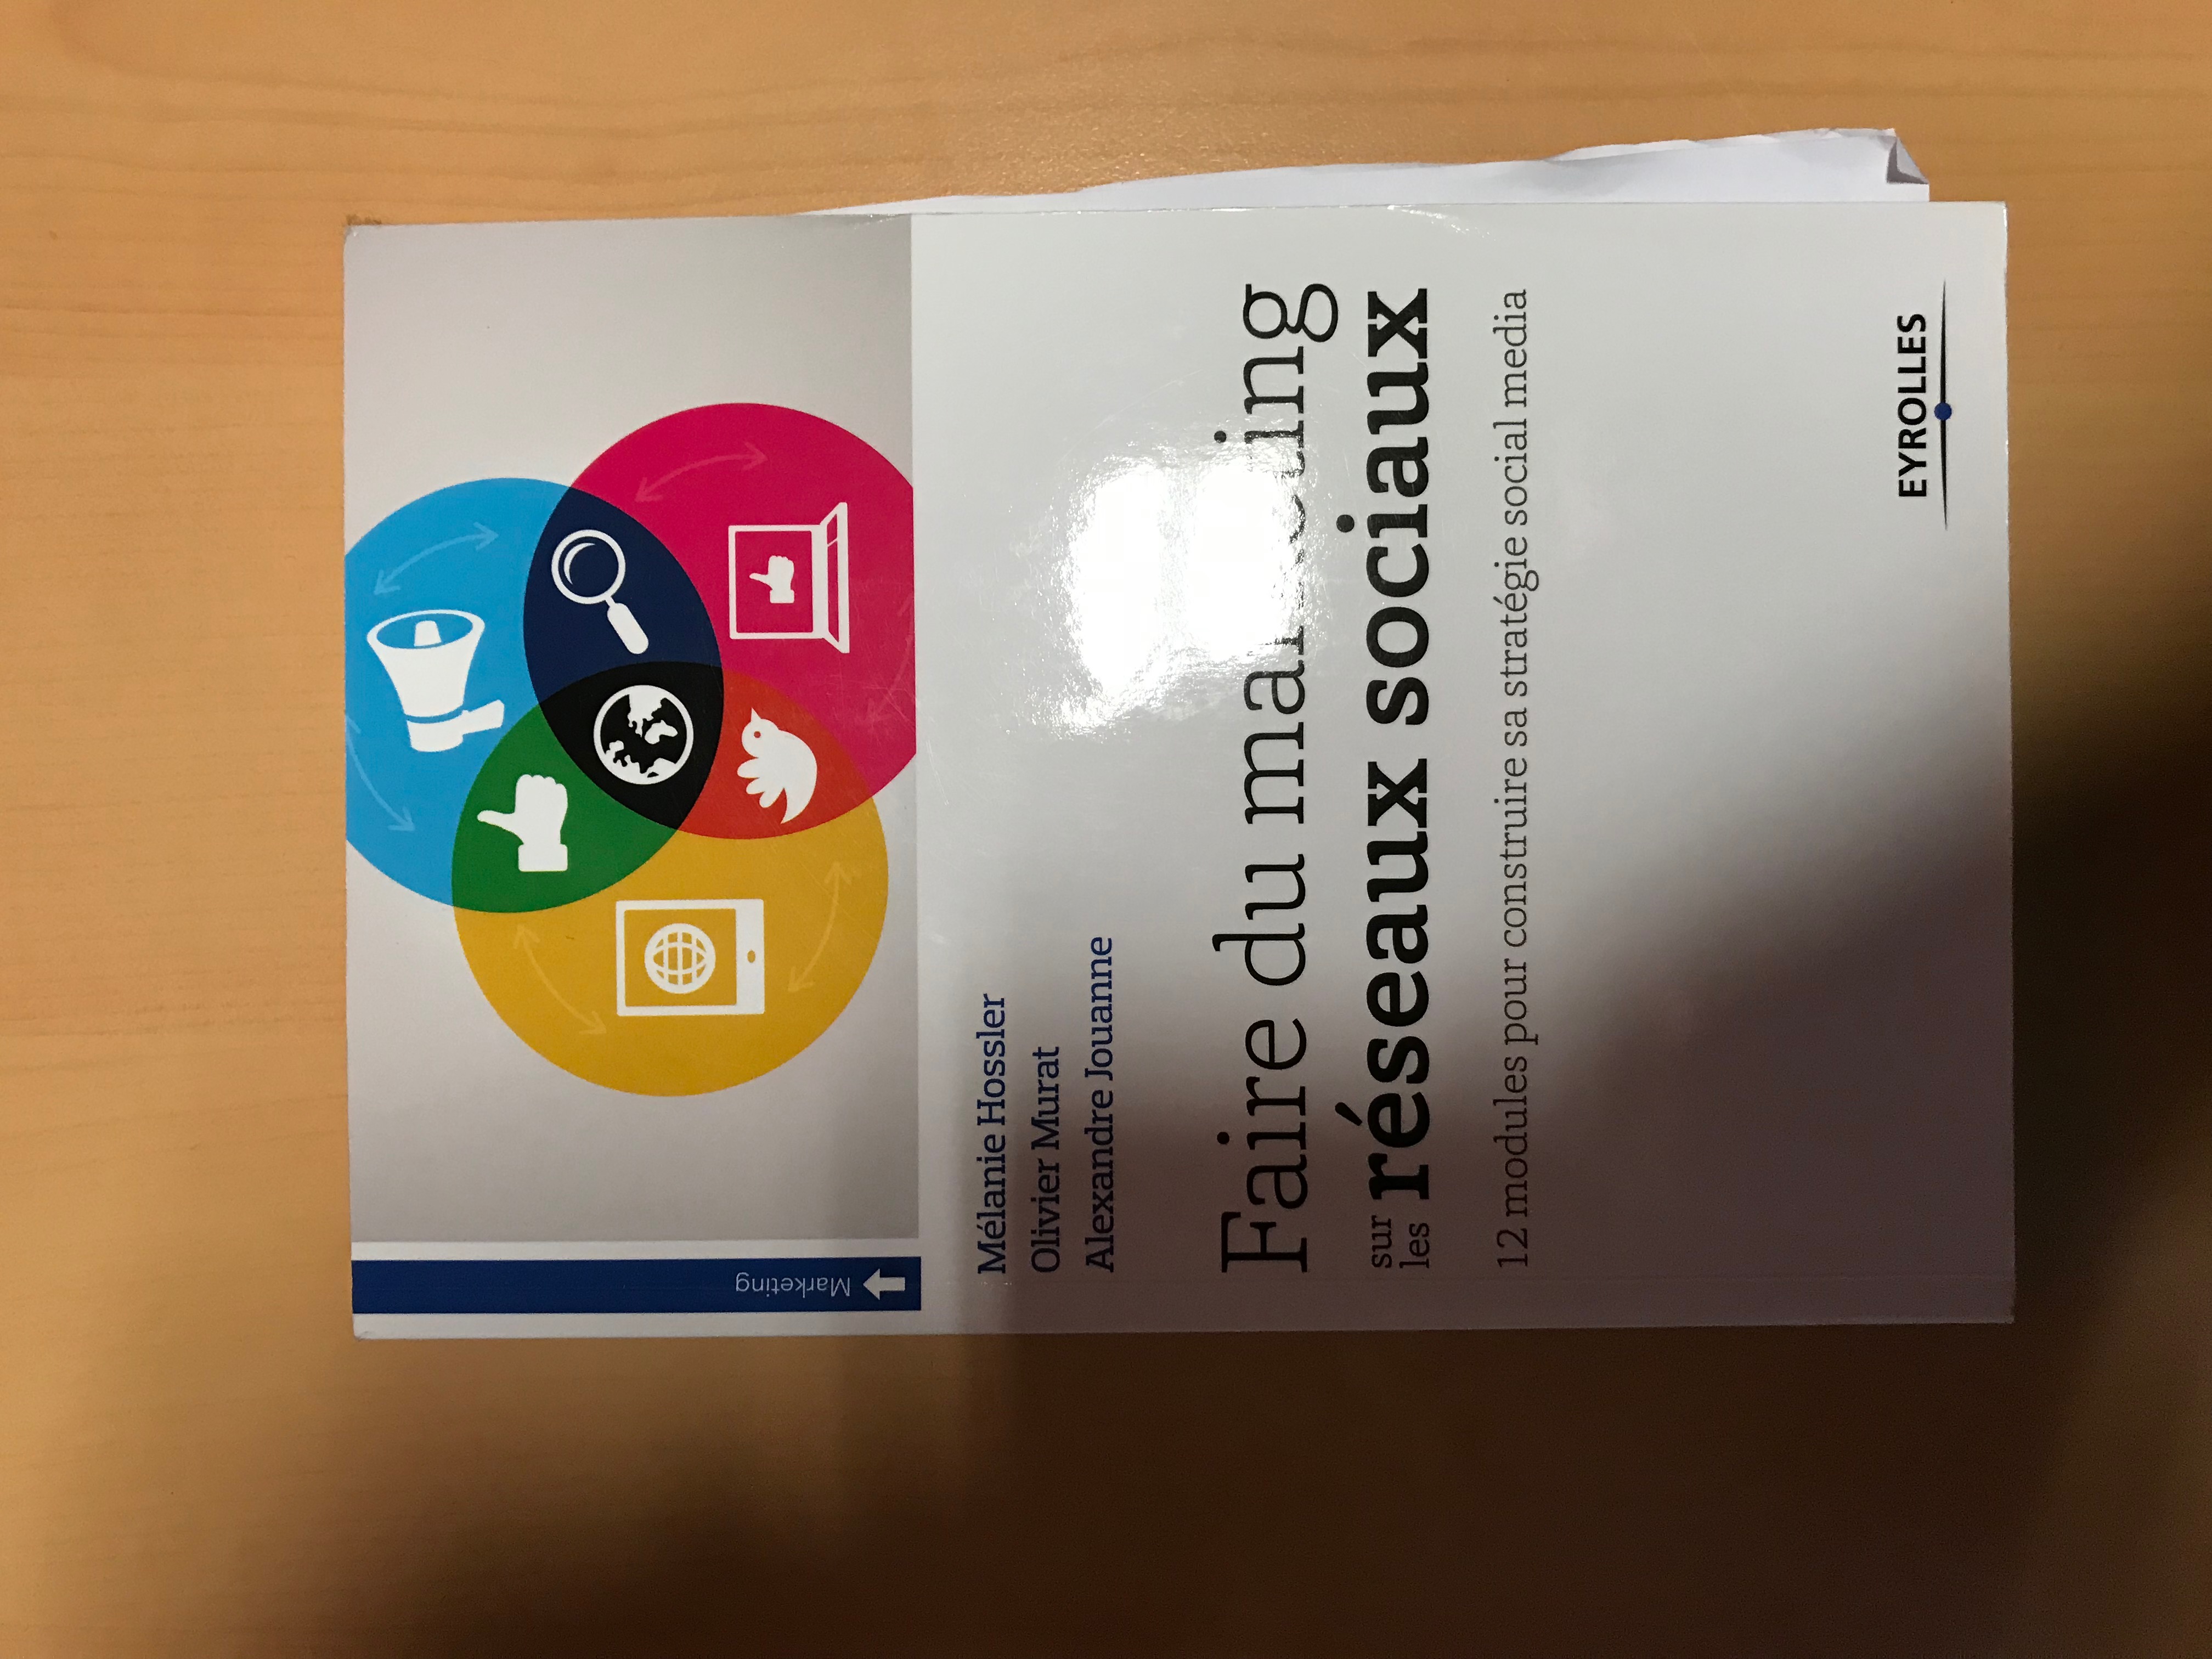 Marketing
Mélanie Hossler
Olivier Murat
Alexandre Jouanne
Faire du marketing
sur les réseaux sociaux
12 modules pour construire sa stratégie social media
EYROLLES